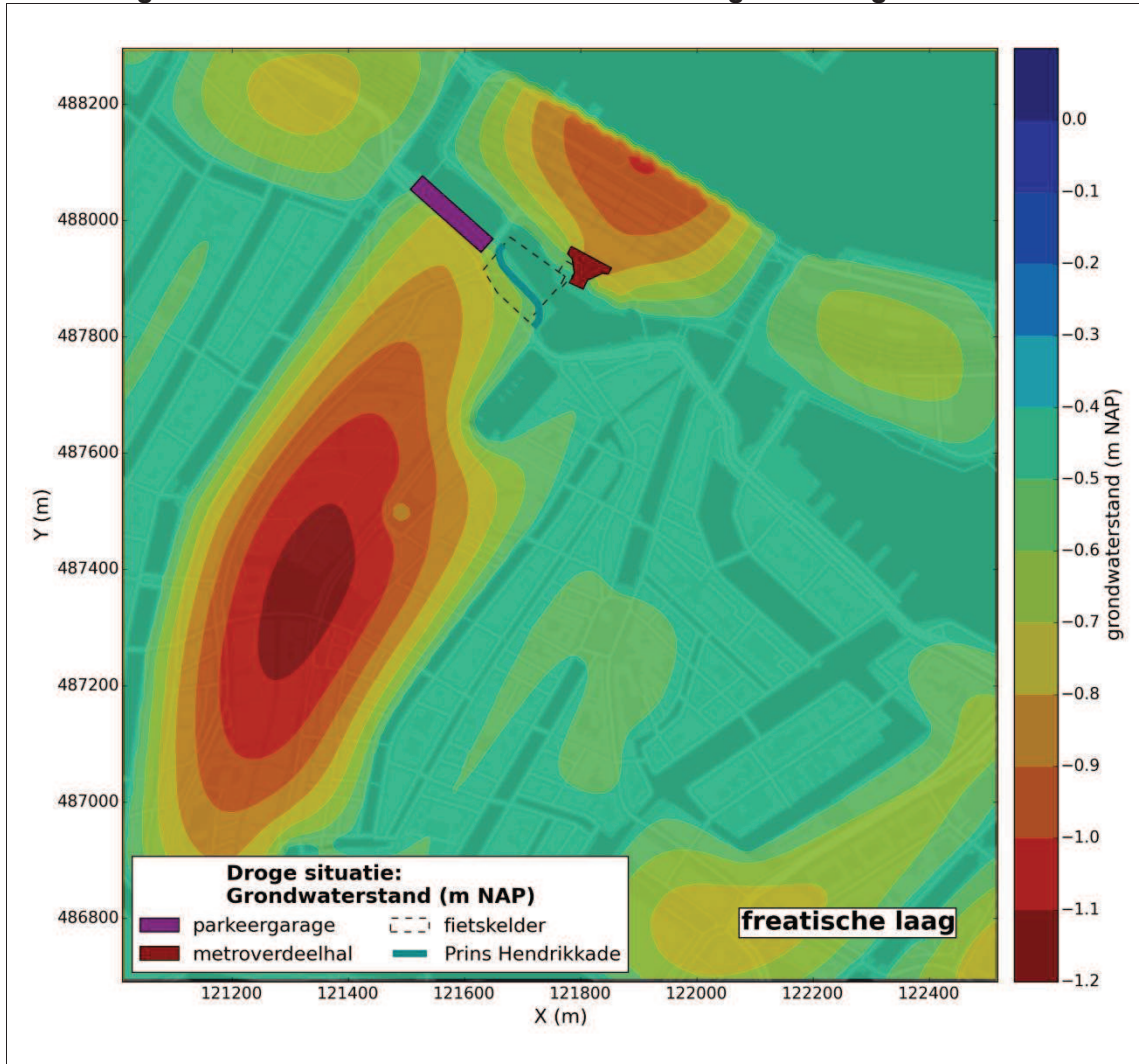 488200
488000
487800
487600
487400
487200
487000
486800
Y (m)
121200
121400
121600
121800
122000
122200
122400
X (m)
0.0
−0.1
−0.2
−0.3
−0.4
−0.5
−0.6
−0.7
−0.8
−0.9
−1.0
−1.1
−1.2
grondwaterstand (m NAP)
Droge situatie:
Grondwaterstand (m NAP)
parkeergarage
fietskelder
metroverdeelhal
Prins Hendrikkade
freatische laag